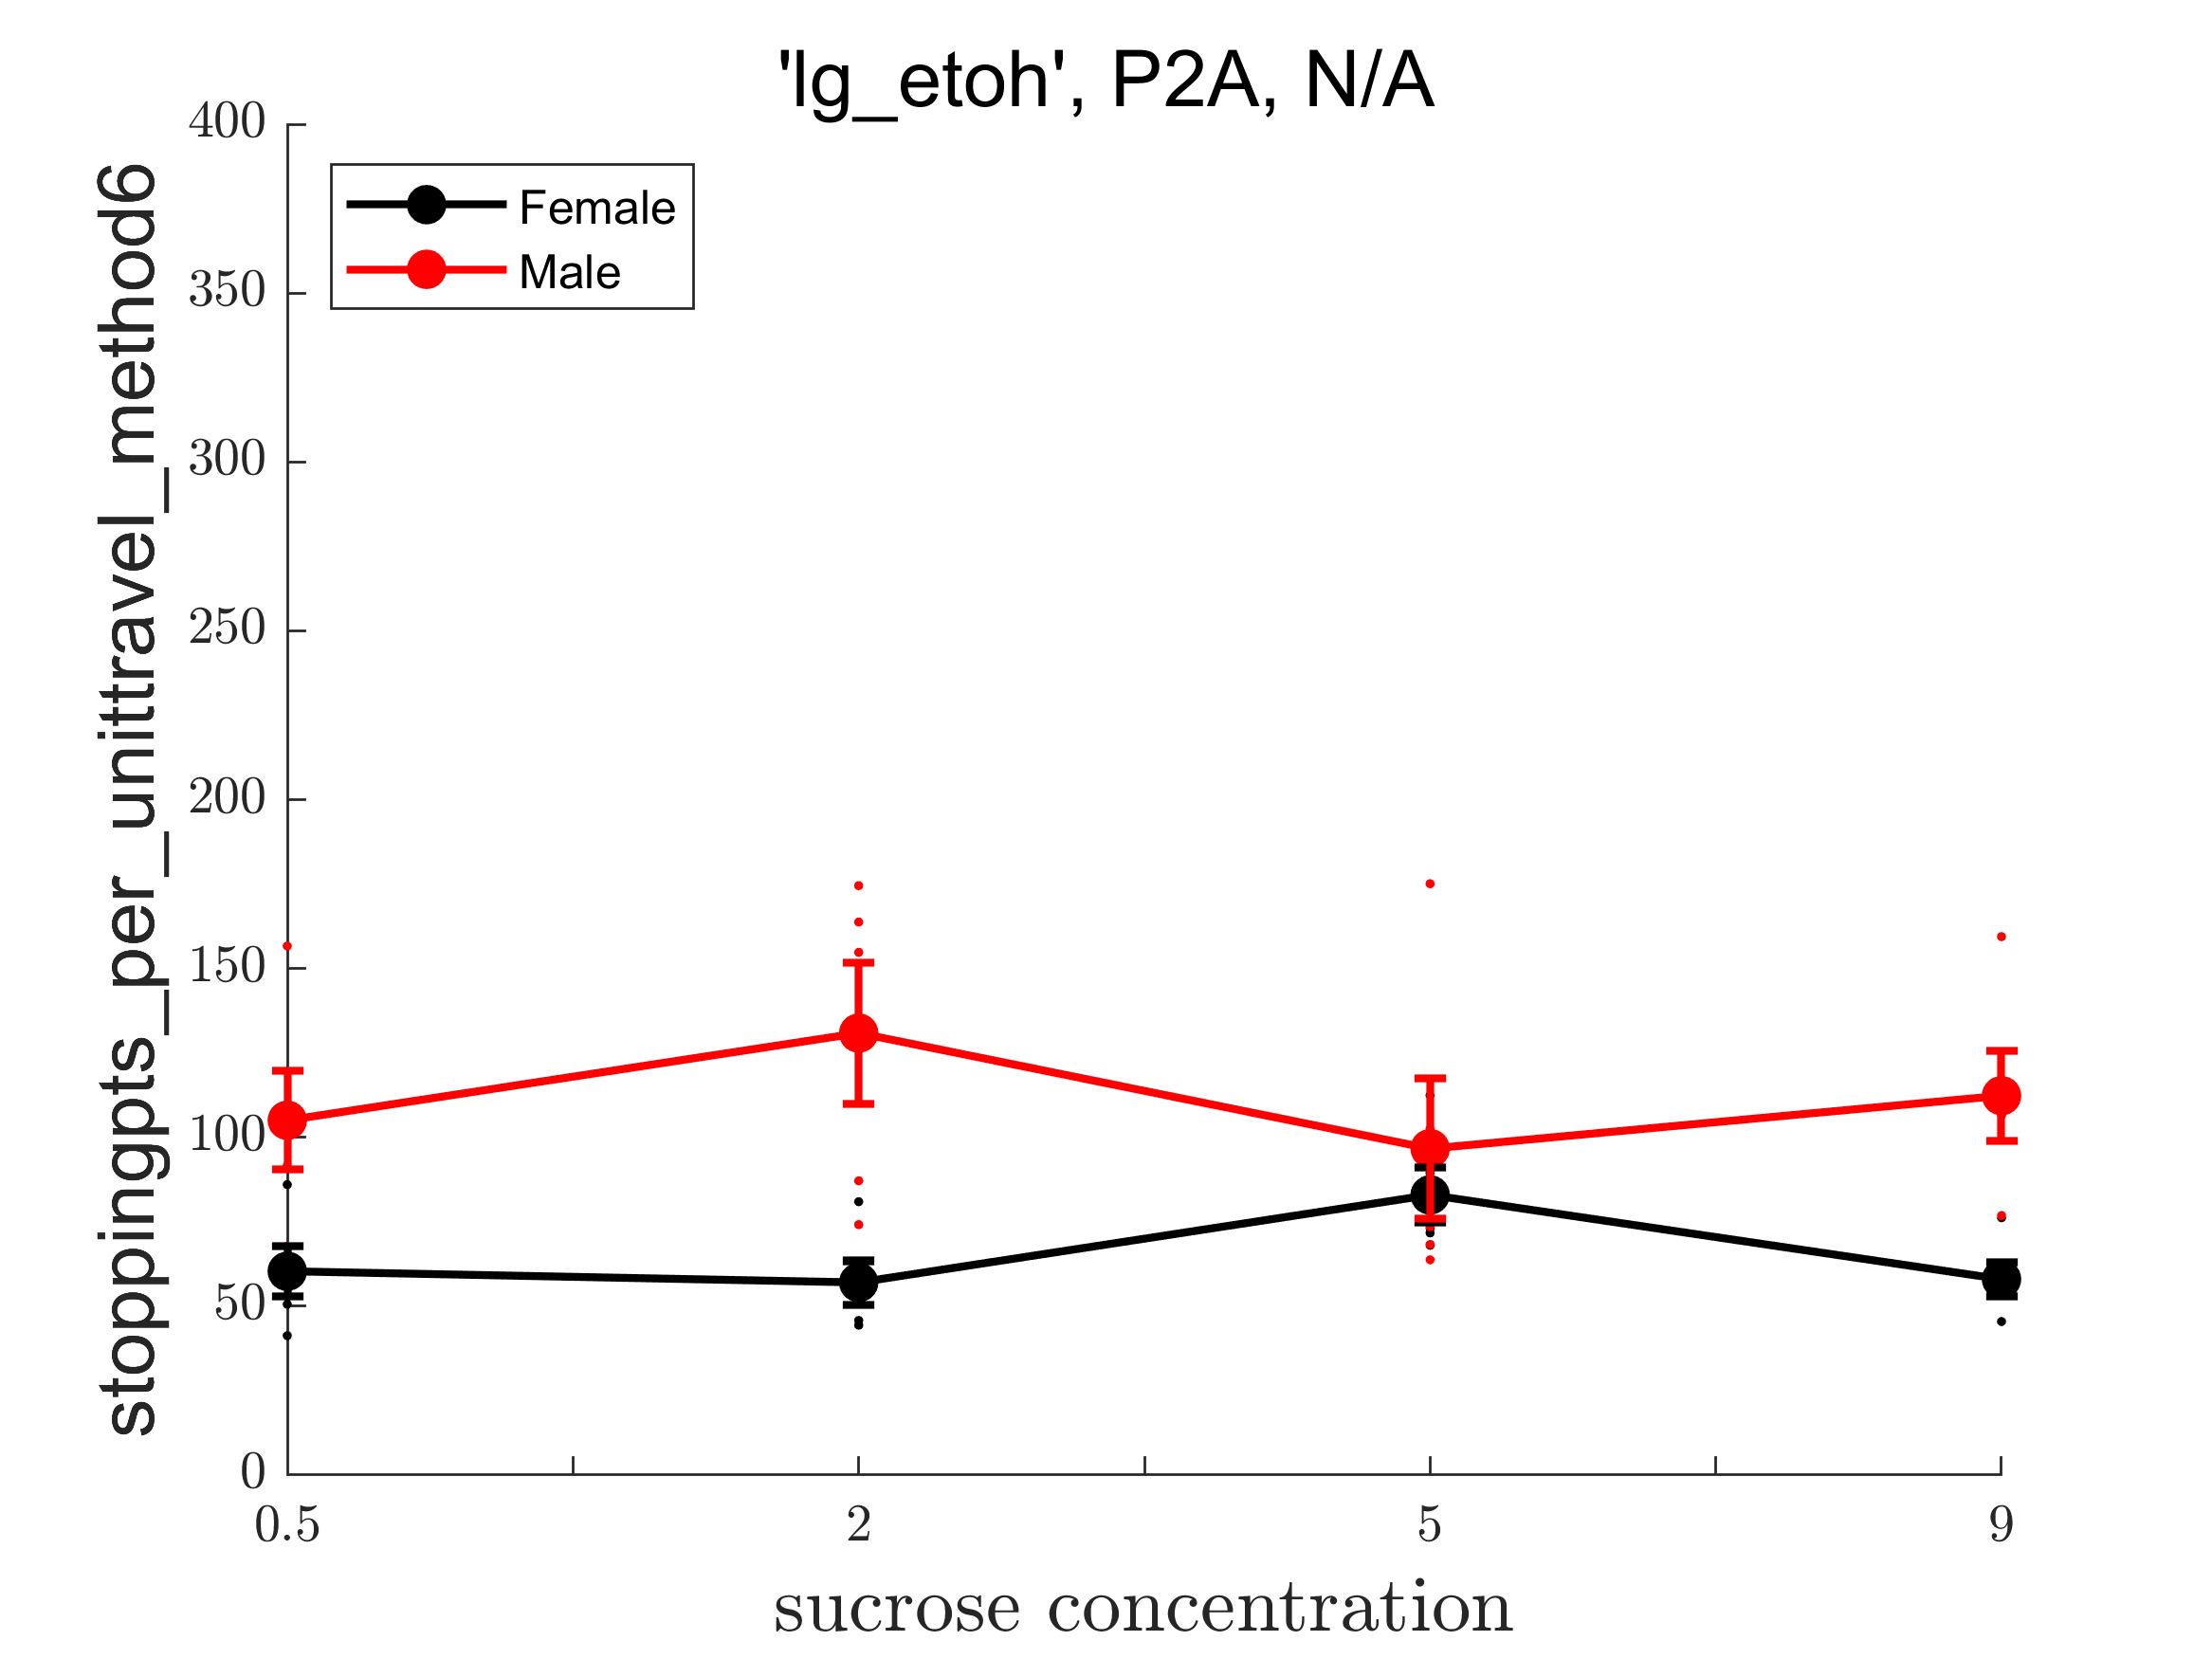 'lg_etoh', P2A, N/A
stoppingpts_per_unittravel_method6
400
350
300
250
200
150
100
50
0
Female
Male
0.5 2 5 9
sucrose concentration